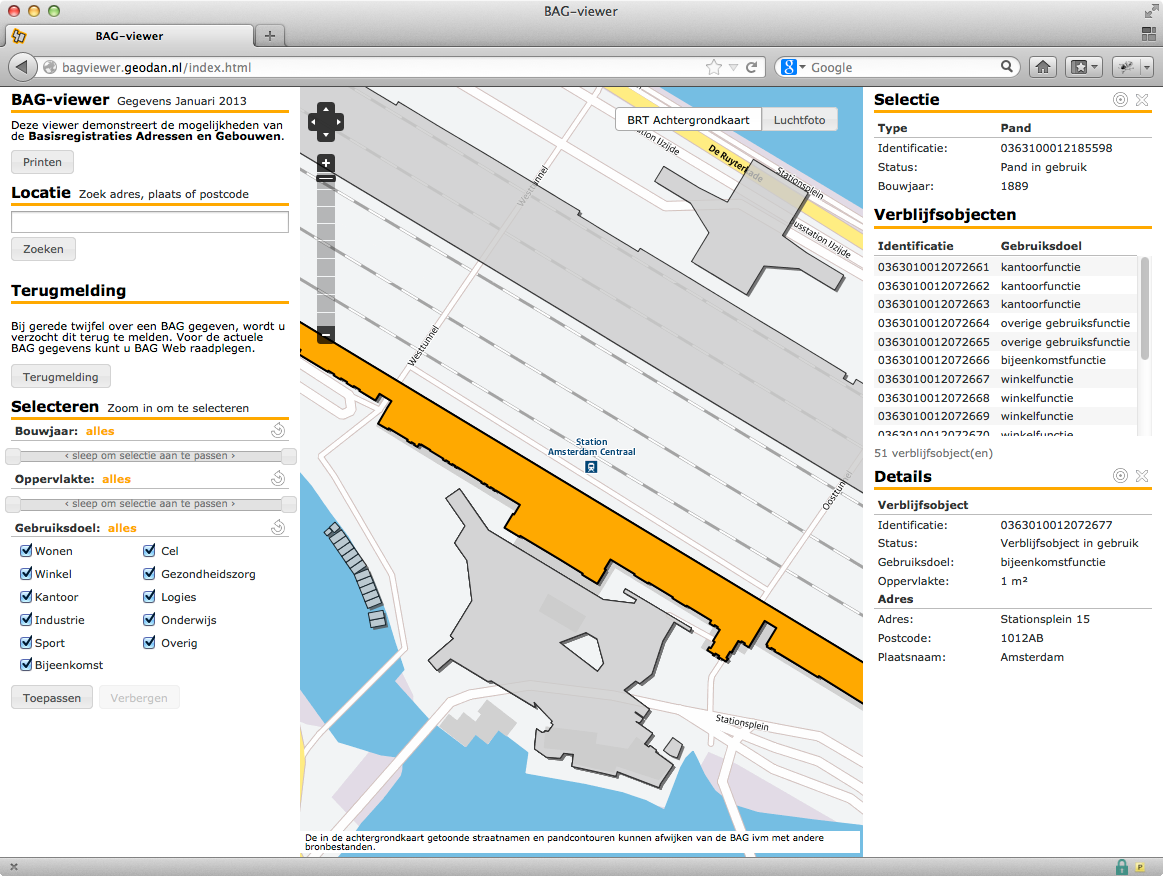 BAG-viewer
BAG-viewer
bagviewer.geodan.nl/index.html
Google
BAG-viewer Gegevens Januari 2013
Deze viewer demonstreert de mogelijkheden van
de Basisregistraties Adressen en Gebouwen.
Printen
Locatie Zoek adres, plaats of postcode
Zoeken
Terugmelding
Bij gerede twijfel over een BAG gegeven, wordt u
verzocht dit terug te melden. Voor de actuele
BAG gegevens kunt u BAG Web raadplegen.
Terugmelding
Selecteren Zoom in om te selecteren
Bouwjaar: alles
‹ sleep om selectie aan te passen ›
Oppervlakte: alles
‹ sleep om selectie aan te passen ›
Gebruiksdoel: alles
Wonen Cel
Winkel Gezondheidszorg
Kantoor Logies
Industrie Onderwijs
Sport Overig
Bijeenkomst
Toepassen Verbergen
BRT Achtergrondkaart Luchtfoto
De Ruyterkade
Stationsplein
Westtunnel
Westtunnel
Station
Amsterdam Centraal
Oosttunnel
Stationsplein
De in de achtergrondkaart getoonde straatnamen en pandcontouren kunnen afwijken van de BAG ivm met andere
bronbestanden.
Selectie
Type Pand
Identificatie: 0363100012185598
Status: Pand in gebruik
Bouwjaar: 1889
Verblijfsobjecten
Identificatie Gebruiksdoel
0363010012072661 kantoorfunctie
0363010012072662 kantoorfunctie
0363010012072663 kantoorfunctie
0363010012072664 overige gebruiksfunctie
0363010012072665 overige gebruiksfunctie
0363010012072666 bijeenkomstfunctie
0363010012072667 winkelfunctie
0363010012072668 winkelfunctie
0363010012072669 winkelfunctie
0363010012072670 winkelfunctie
51 verblijfsobject(en)
Details
Verblijfsobject
Identificatie: 0363010012072677
Status: Verblijfsobject in gebruik
Gebruiksdoel: bijeenkomstfunctie
Oppervlakte: 1 m²
Adres
Adres: Stationsplein 15
Postcode: 1012AB
Plaatsnaam: Amsterdam